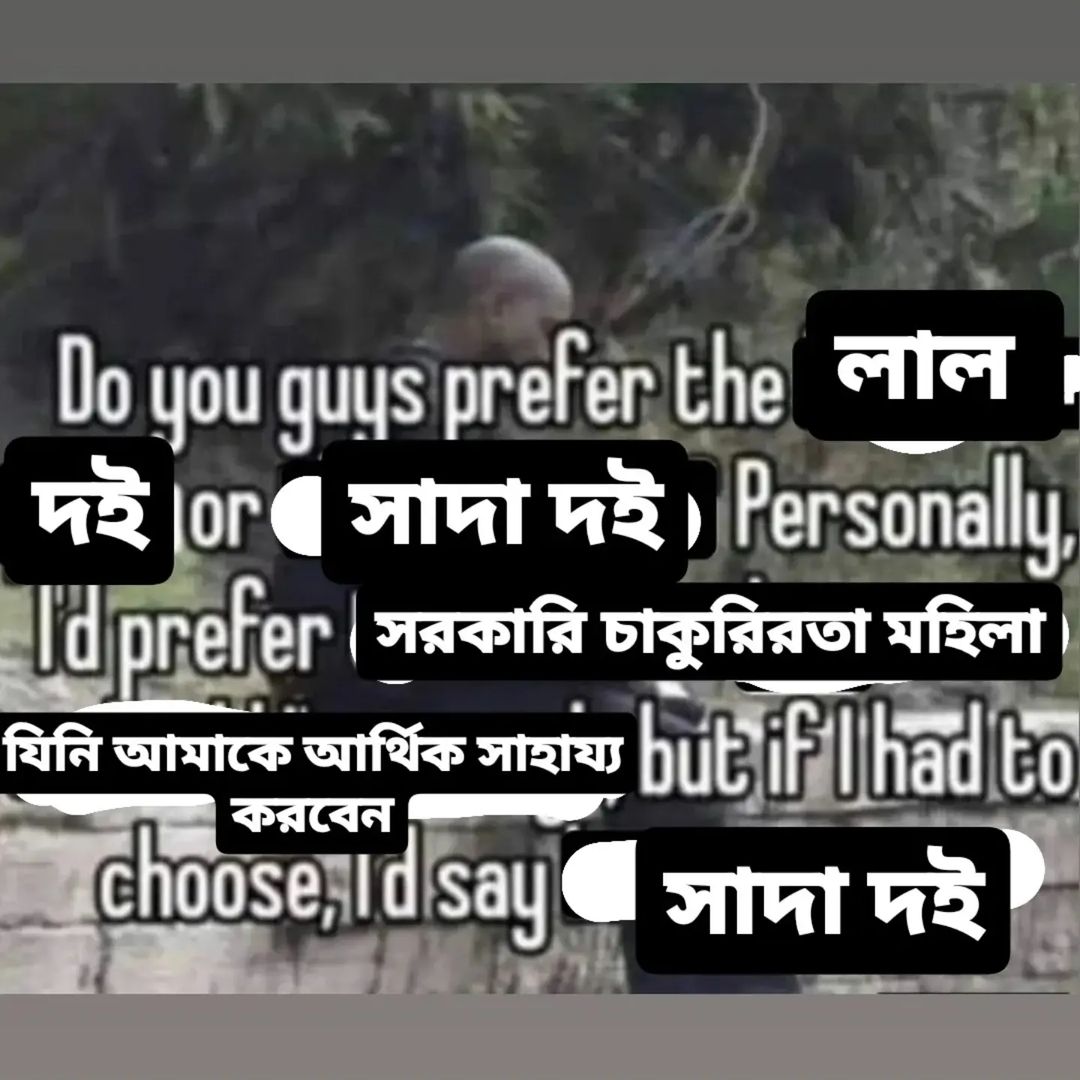 Do you guys prefer the লাল
দই or সাদা দই Personally,
I'd prefer সরকারি চাকুরিরতা মহিলা
যিনি আমাকে আর্থিক সাহায্য but if I had to
করবেন
choose, I'd say সাদা দই